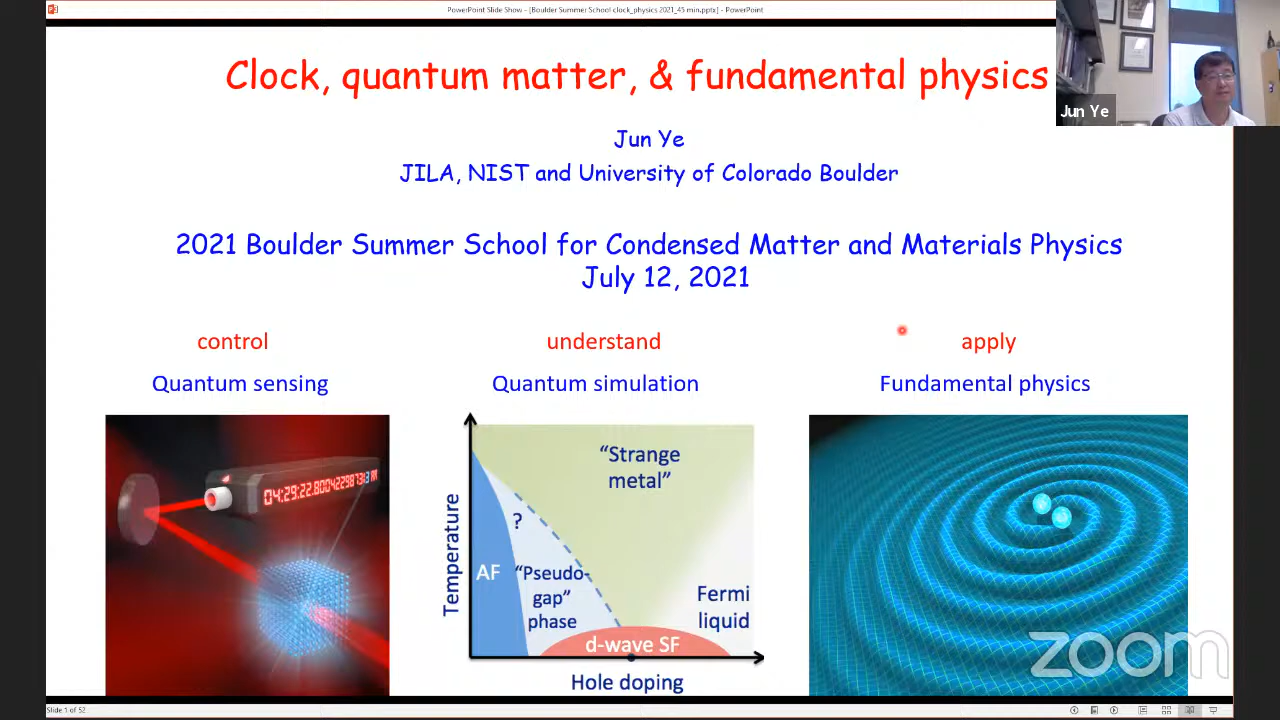 PowerPoint Slide Show - [Boulder Summer School clock_physics 2021_45 min.pptx] - PowerPoint
Clock, quantum matter, & fundamental physics
Jun Ye
Jun Ye
JILA, NIST and University of Colorado Boulder
2021 Boulder Summer School for Condensed Matter and Materials Physics
July 12, 2021
control
understand
apply
Quantum sensing
Quantum simulation
Fundamental physics
Temperature
"Strange
metal"
?
AF
"Pseudo-
gap"
phase
Fermi
liquid
d-wave SF
Hole doping
zoom
Slide 1 of 52